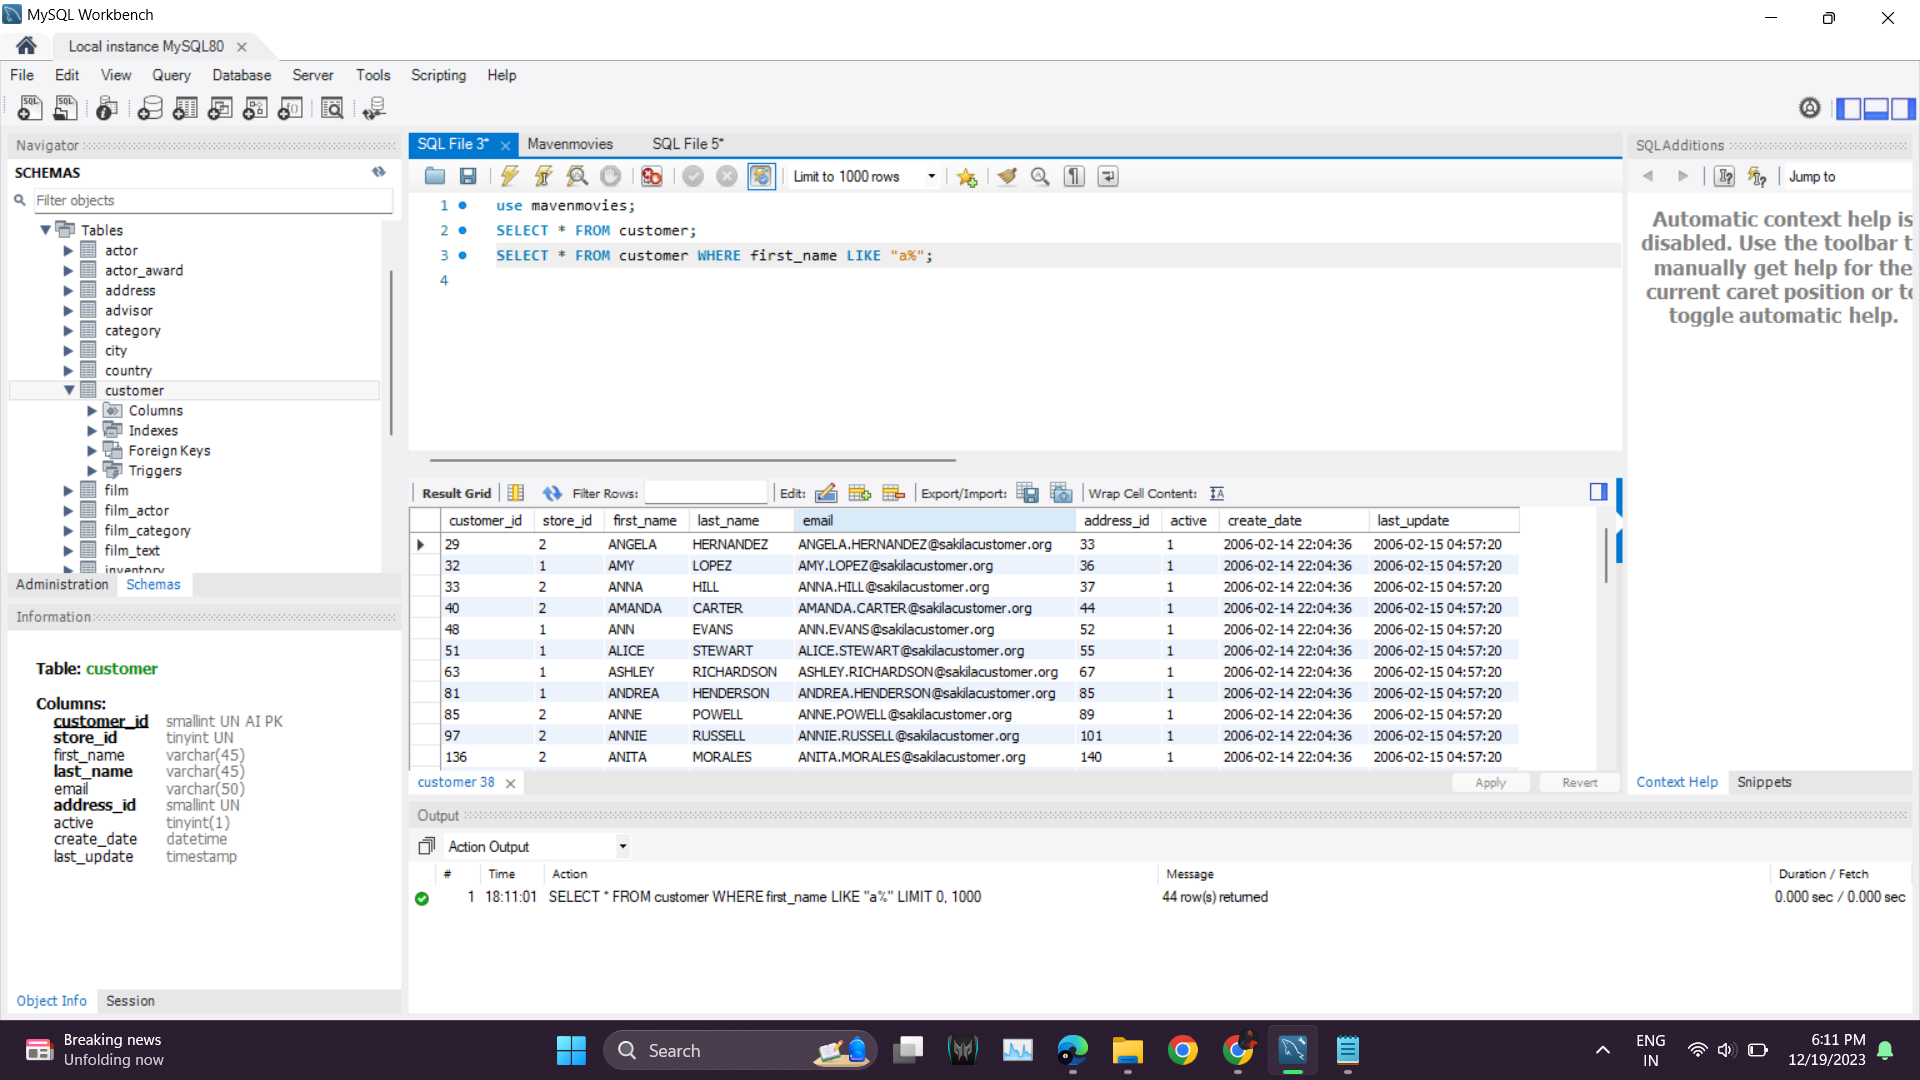 MySQL Workbench
Local instance MySQL80
File Edit View Query Database Server Tools Scripting Help
Navigator
SCHEMAS
Filter objects
Tables
actor
actor_award
address
advisor
category
city
country
customer
Columns
Indexes
Foreign Keys
Triggers
film
film_actor
film_category
film_text
inventory
Administration Schemas
Information
Table: customer
Columns:
customer_id smallint UN AI PK
store_id tinyint UN
first_name varchar(45)
last_name varchar(45)
email varchar(50)
address_id smallint UN
active tinyint(1)
create_date datetime
last_update timestamp
Object Info Session
SQL File 3* Mavenmovies SQL File 5*
Limit to 1000 rows
1 use mavenmovies;
2 SELECT * FROM customer;
3 SELECT * FROM customer WHERE first_name LIKE "a%";
4
Result Grid Filter Rows: Edit: Export/Import: Wrap Cell Content:
customer_id store_id first_name last_name email address_id active create_date last_update
29 2 ANGELA HERNANDEZ ANGELA.HERNANDEZ@sakilacustomer.org 33 1 2006-02-14 22:04:36 2006-02-15 04:57:20
32 1 AMY LOPEZ AMY.LOPEZ@sakilacustomer.org 36 1 2006-02-14 22:04:36 2006-02-15 04:57:20
33 2 ANNA HILL ANNA.HILL@sakilacustomer.org 37 1 2006-02-14 22:04:36 2006-02-15 04:57:20
40 2 AMANDA CARTER AMANDA.CARTER@sakilacustomer.org 44 1 2006-02-14 22:04:36 2006-02-15 04:57:20
48 1 ANN EVANS ANN.EVANS@sakilacustomer.org 52 1 2006-02-14 22:04:36 2006-02-15 04:57:20
51 1 ALICE STEWART ALICE.STEWART@sakilacustomer.org 55 1 2006-02-14 22:04:36 2006-02-15 04:57:20
63 1 ASHLEY RICHARDSON ASHLEY.RICHARDSON@sakilacustomer.org 67 1 2006-02-14 22:04:36 2006-02-15 04:57:20
81 1 ANDREA HENDERSON ANDREA.HENDERSON@sakilacustomer.org 85 1 2006-02-14 22:04:36 2006-02-15 04:57:20
85 2 ANNE POWELL ANNE.POWELL@sakilacustomer.org 89 1 2006-02-14 22:04:36 2006-02-15 04:57:20
97 2 ANNIE RUSSELL ANNIE.RUSSELL@sakilacustomer.org 101 1 2006-02-14 22:04:36 2006-02-15 04:57:20
136 2 ANITA MORALES ANITA.MORALES@sakilacustomer.org 140 1 2006-02-14 22:04:36 2006-02-15 04:57:20
customer 38 Apply Revert
Output
Action Output
# Time Action Message Duration / Fetch
1 18:11:01 SELECT * FROM customer WHERE first_name LIKE "a%" LIMIT 0, 1000 44 row(s) returned 0.000 sec / 0.000 sec
SQLAdditions
Jump to
Automatic context help is
disabled. Use the toolbar t
manually get help for the
current caret position or to
toggle automatic help.
Context Help Snippets
Breaking news
Unfolding now
Search
ENG
IN
6:11 PM
12/19/2023